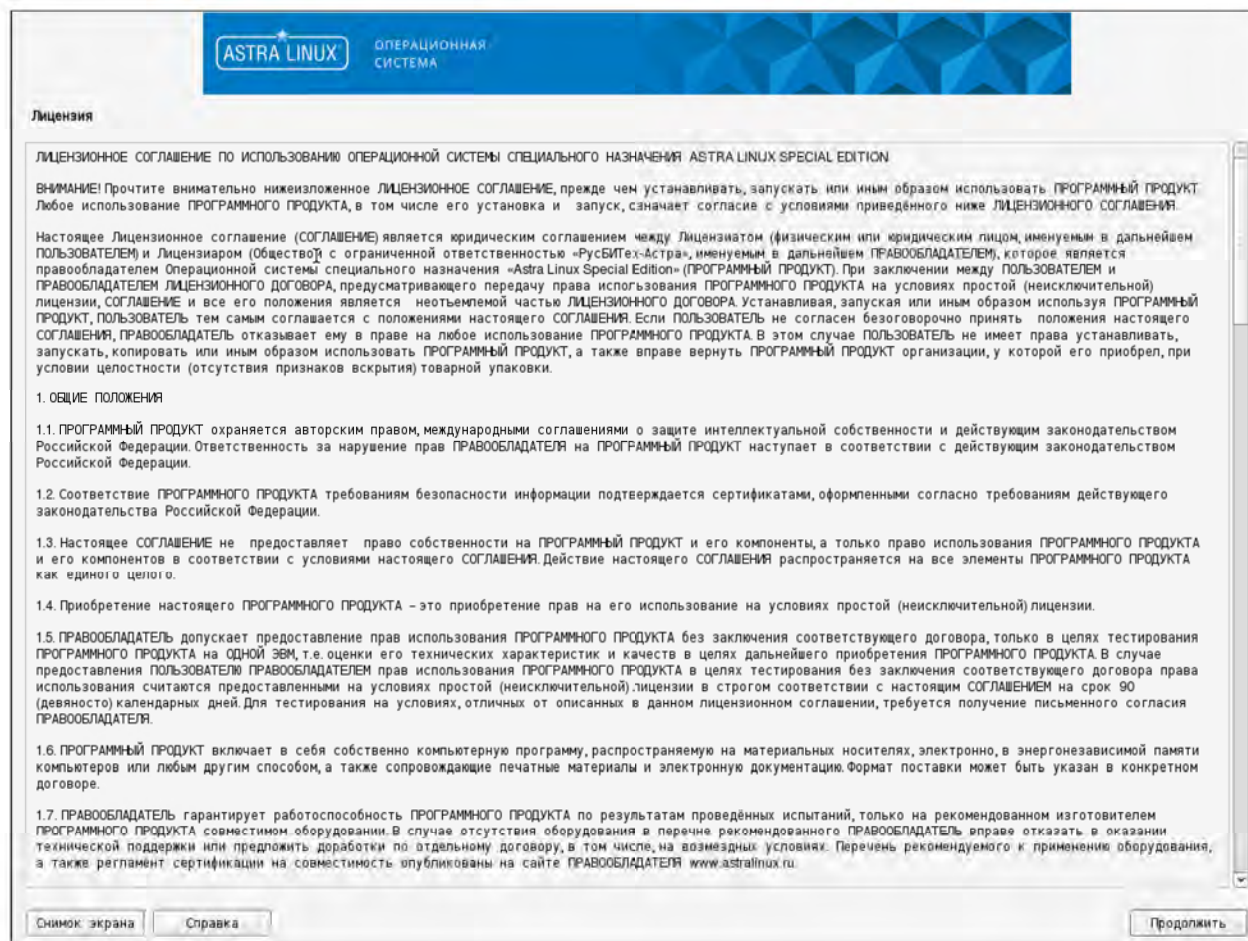 ASTRA LINUX®
ОПЕРАЦИОННАЯ
СИСТЕМА
Лицензия
ЛИЦЕНЗИОННОЕ СОГЛАШЕНИЕ ПО ИСПОЛЬЗОВАНИЮ ОПЕРАЦИОННОЙ СИСТЕМЫ СПЕЦИАЛЬНОГО НАЗНАЧЕНИЯ ASTRA LINUX SPECIAL EDITION
ВНИМАНИЕ! Прочтите внимательно нижеизложенное ЛИЦЕНЗИОННОЕ СОГЛАШЕНИЕ, прежде чем устанавливать, запускать или иным образом использовать ПРОГРАММНЫЙ ПРОДУКТ.
Любое использование ПРОГРАММНОГО ПРОДУКТА, в том числе его установка и запуск, означает согласие с условиями приведённого ниже ЛИЦЕНЗИОННОГО СОГЛАШЕНИЯ.
Настоящее Лицензионное соглашение (СОГЛАШЕНИЕ) является юридическим соглашением между Лицензиатом (физическим или юридическим лицом, именуемым в дальнейшем
ПОЛЬЗОВАТЕЛЕМ) и Лицензиаром (Обществом с ограниченной ответственностью «РусБИТех-Астра», именуемым в дальнейшем ПРАВООБЛАДАТЕЛЕМ), которое является
правообладателем Операционной системы специального назначения «Astra Linux Special Edition» (ПРОГРАММНЫЙ ПРОДУКТ). При заключении между ПОЛЬЗОВАТЕЛЕМ и
ПРАВООБЛАДАТЕЛЕМ ЛИЦЕНЗИОННОГО ДОГОВОРА, предусматривающего передачу права использования ПРОГРАММНОГО ПРОДУКТА на условиях простой (неисключительной)
лицензии, СОГЛАШЕНИЕ и все его положения является неотъемлемой частью ЛИЦЕНЗИОННОГО ДОГОВОРА. Устанавливая, запуская или иным образом используя ПРОГРАММНЫЙ
ПРОДУКТ, ПОЛЬЗОВАТЕЛЬ тем самым соглашается с положениями настоящего СОГЛАШЕНИЯ. Если ПОЛЬЗОВАТЕЛЬ не согласен безоговорочно принять положения настоящего
СОГЛАШЕНИЯ, ПРАВООБЛАДАТЕЛЬ отказывает ему в праве на любое использование ПРОГРАММНОГО ПРОДУКТА. В этом случае ПОЛЬЗОВАТЕЛЬ не имеет права устанавливать,
запускать, копировать или иным образом использовать ПРОГРАММНЫЙ ПРОДУКТ, а также вправе вернуть ПРОГРАММНЫЙ ПРОДУКТ организации, у которой его приобрел, при
условии целостности (отсутствия признаков вскрытия) товарной упаковки.
1. ОБЩИЕ ПОЛОЖЕНИЯ
1.1. ПРОГРАММНЫЙ ПРОДУКТ охраняется авторским правом, международными соглашениями о защите интеллектуальной собственности и действующим законодательством
Российской Федерации. Ответственность за нарушение прав ПРАВООБЛАДАТЕЛЯ на ПРОГРАММНЫЙ ПРОДУКТ наступает в соответствии с действующим законодательством
Российской Федерации.
1.2. Соответствие ПРОГРАММНОГО ПРОДУКТА требованиям безопасности информации подтверждается сертификатами, оформленными согласно требованиям действующего
законодательства Российской Федерации.
1.3. Настоящее СОГЛАШЕНИЕ не предоставляет право собственности на ПРОГРАММНЫЙ ПРОДУКТ и его компоненты, а только право использования ПРОГРАММНОГО ПРОДУКТА
и его компонентов в соответствии с условиями настоящего СОГЛАШЕНИЯ. Действие настоящего СОГЛАШЕНИЯ распространяется на все элементы ПРОГРАММНОГО ПРОДУКТА
как единого целого.
1.4. Приобретение настоящего ПРОГРАММНОГО ПРОДУКТА – это приобретение прав на его использование на условиях простой (неисключительной) лицензии.
1.5. ПРАВООБЛАДАТЕЛЬ допускает предоставление прав использования ПРОГРАММНОГО ПРОДУКТА без заключения соответствующего договора, только в целях тестирования
ПРОГРАММНОГО ПРОДУКТА на ОДНОЙ ЭВМ, т.е. оценки его технических характеристик и качеств в целях дальнейшего приобретения ПРОГРАММНОГО ПРОДУКТА. В случае
предоставления ПОЛЬЗОВАТЕЛЮ ПРАВООБЛАДАТЕЛЕМ прав использования ПРОГРАММНОГО ПРОДУКТА в целях тестирования без заключения соответствующего договора права
использования считаются предоставленными на условиях простой (неисключительной) лицензии в строгом соответствии с настоящим СОГЛАШЕНИЕМ на срок 90
(девяносто) календарных дней. Для тестирования на условиях, отличных от описанных в данном лицензионном соглашении, требуется получение письменного согласия
ПРАВООБЛАДАТЕЛЯ.
1.6. ПРОГРАММНЫЙ ПРОДУКТ включает в себя собственно компьютерную программу, распространяемую на материальных носителях, электронно, в энергонезависимой памяти
компьютеров или любым другим способом, а также сопровождающие печатные материалы и электронную документацию. Формат поставки может быть указан в конкретном
договоре.
1.7. ПРАВООБЛАДАТЕЛЬ гарантирует работоспособность ПРОГРАММНОГО ПРОДУКТА по результатам проведённых испытаний, только на рекомендованном изготовителем
ПРОГРАММНОГО ПРОДУКТА совместимом оборудовании. В случае отсутствия оборудования в перечне рекомендованного ПРАВООБЛАДАТЕЛЬ вправе отказать в оказании
технической поддержки или предложить доработки по отдельному договору, в том числе, на возмездных условиях. Перечень рекомендуемого к применению оборудования,
а также регламент сертификации на совместимость опубликованы на сайте ПРАВООБЛАДАТЕЛЯ www.astralinux.ru.
Снимок экрана
Справка
Продолжить